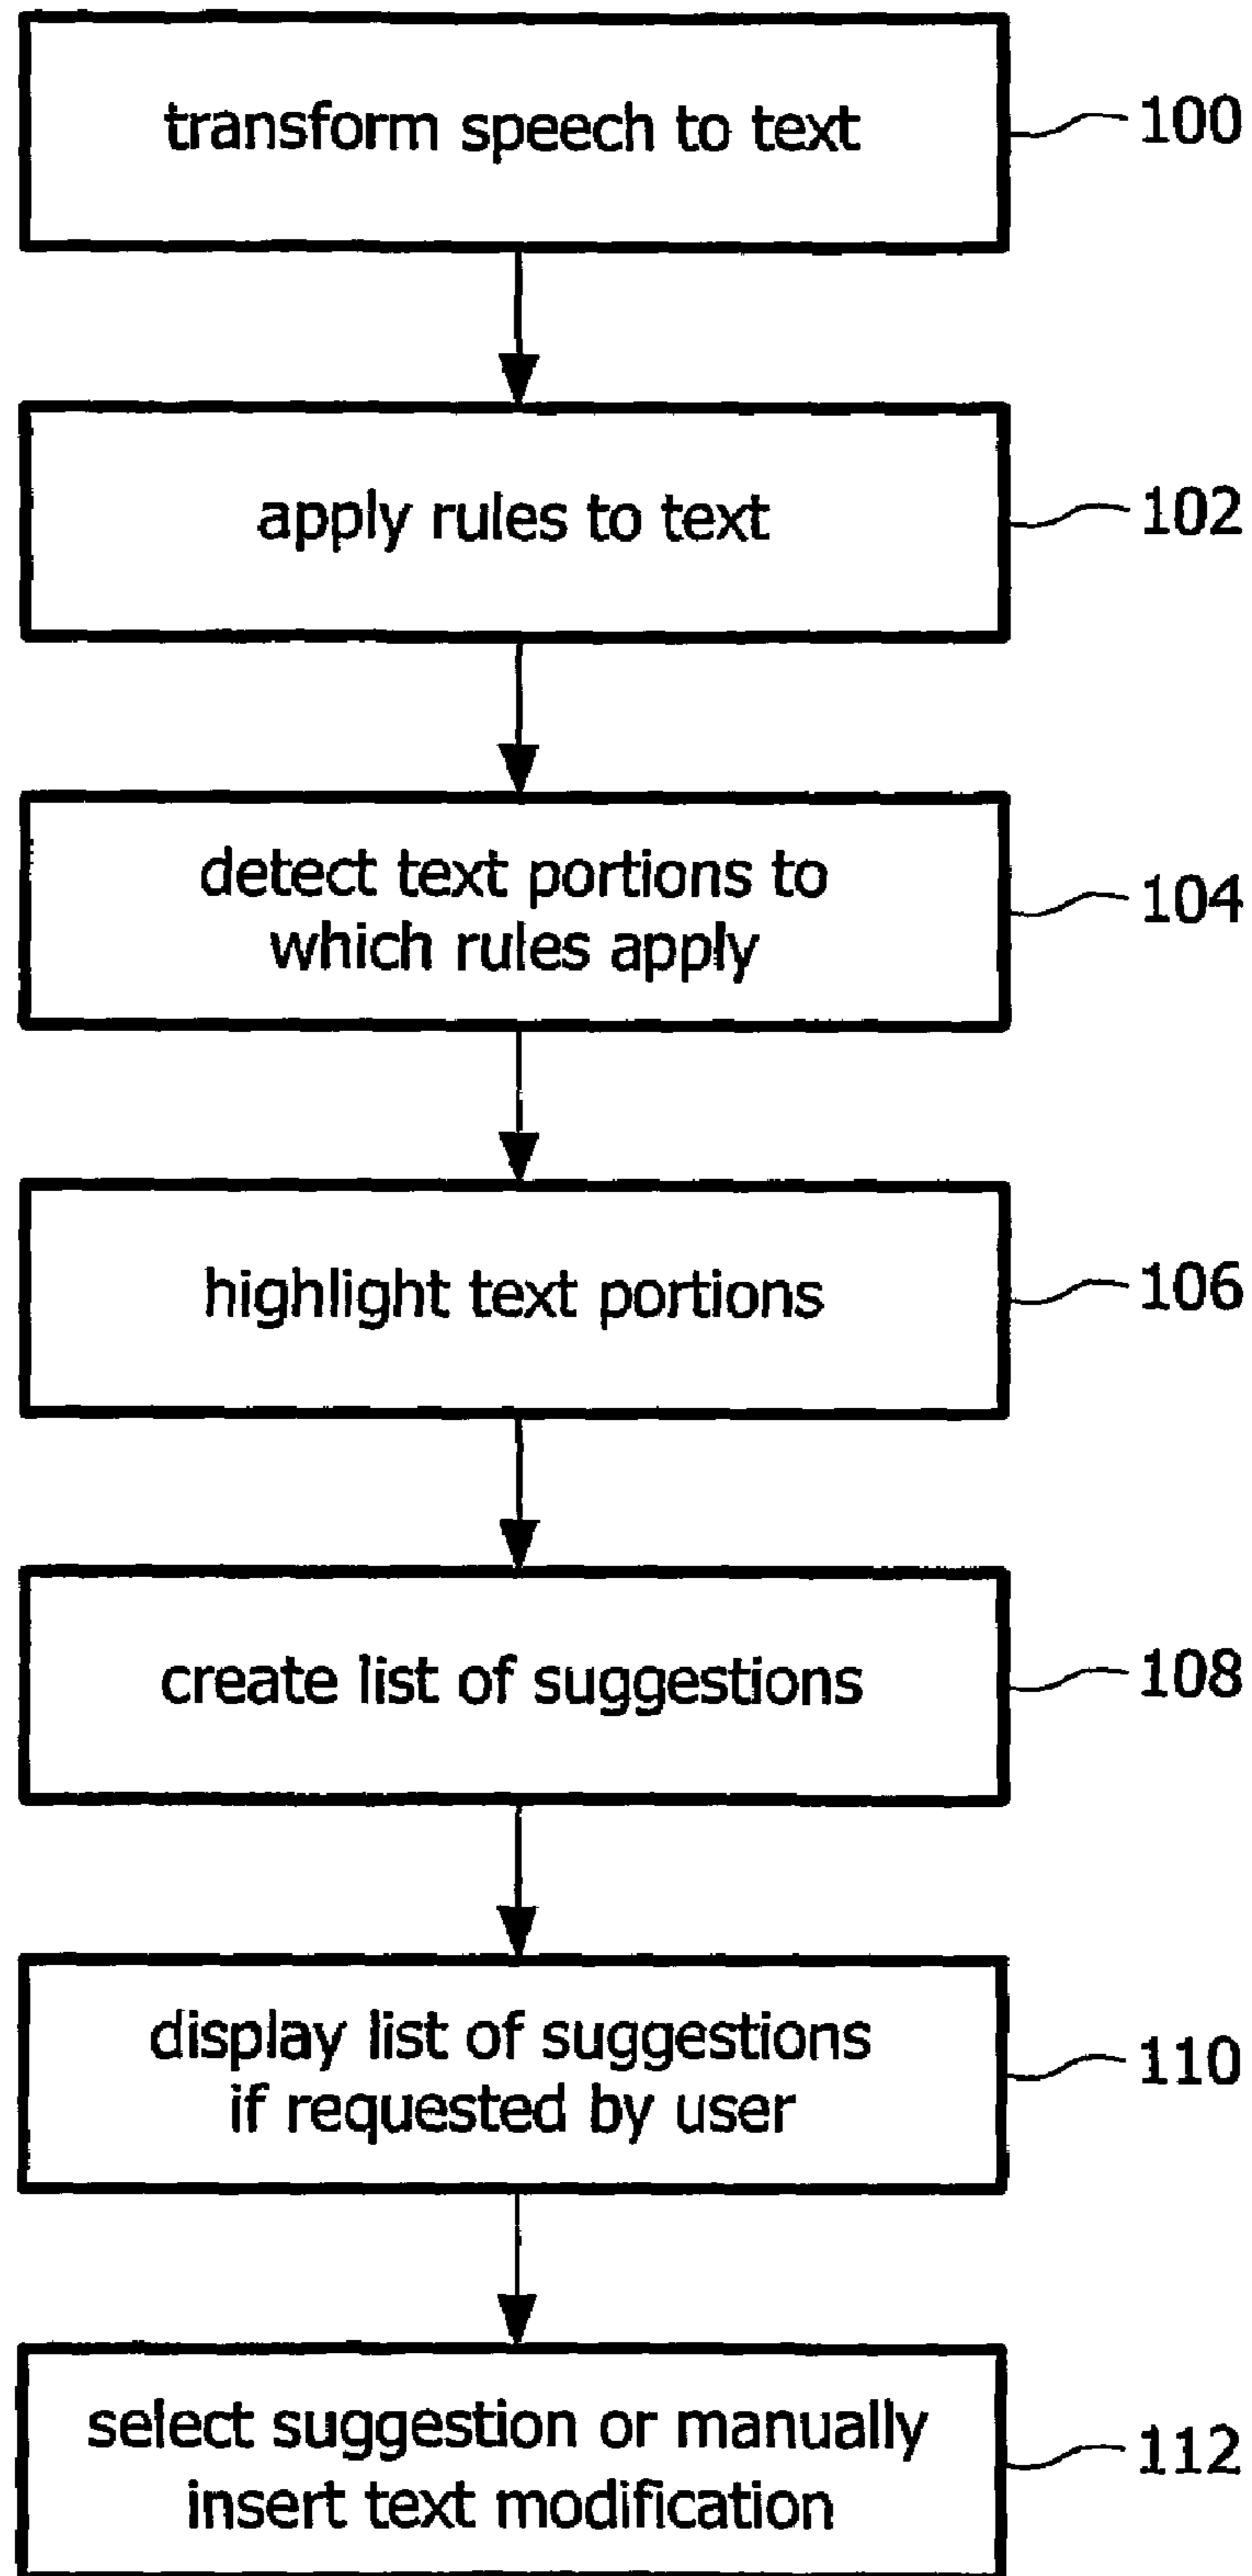 transform speech to text
100
apply rules to text
102
detect text portions to
which rules apply
104
highlight text portions
106
create list of suggestions
108
display list of suggestions
if requested by user
110
select suggestion or manually
insert text modification
112